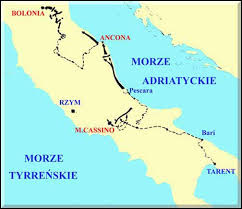 BOLONIA
ANCONA
MORZE
ADRIATYCKIE
Pescara
RZYM
M.CASSINO
Bari
MORZE
TYRREŃSKIE
TARENT